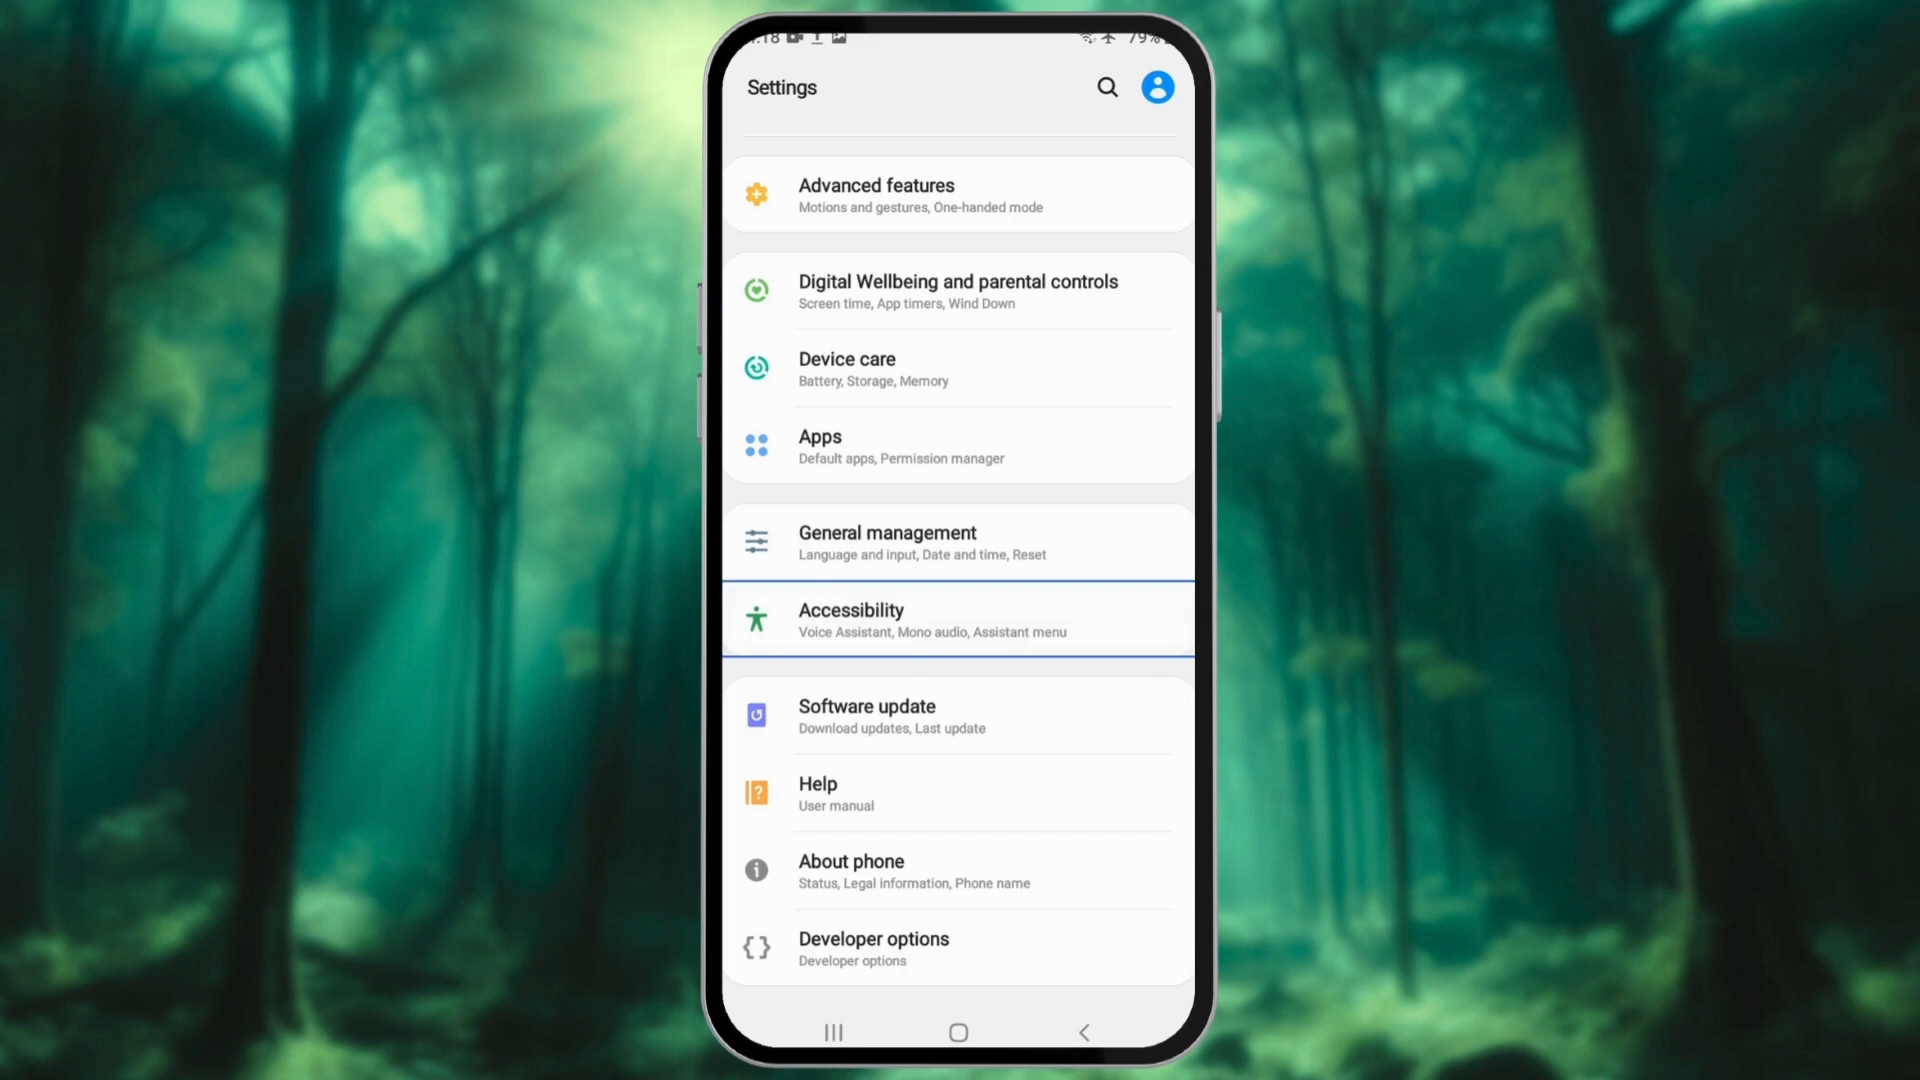 79%
Settings
Advanced features
Motions and gestures, One-handed mode
Digital Wellbeing and parental controls
Screen time, App timers, Wind Down
Device care
Battery, Storage, Memory
Apps
Default apps, Permission manager
General management
Language and input, Date and time, Reset
Accessibility
Voice Assistant, Mono audio, Assistant menu
Software update
Download updates, Last update
Help
User manual
About phone
Status, Legal information, Phone name
Developer options
Developer options